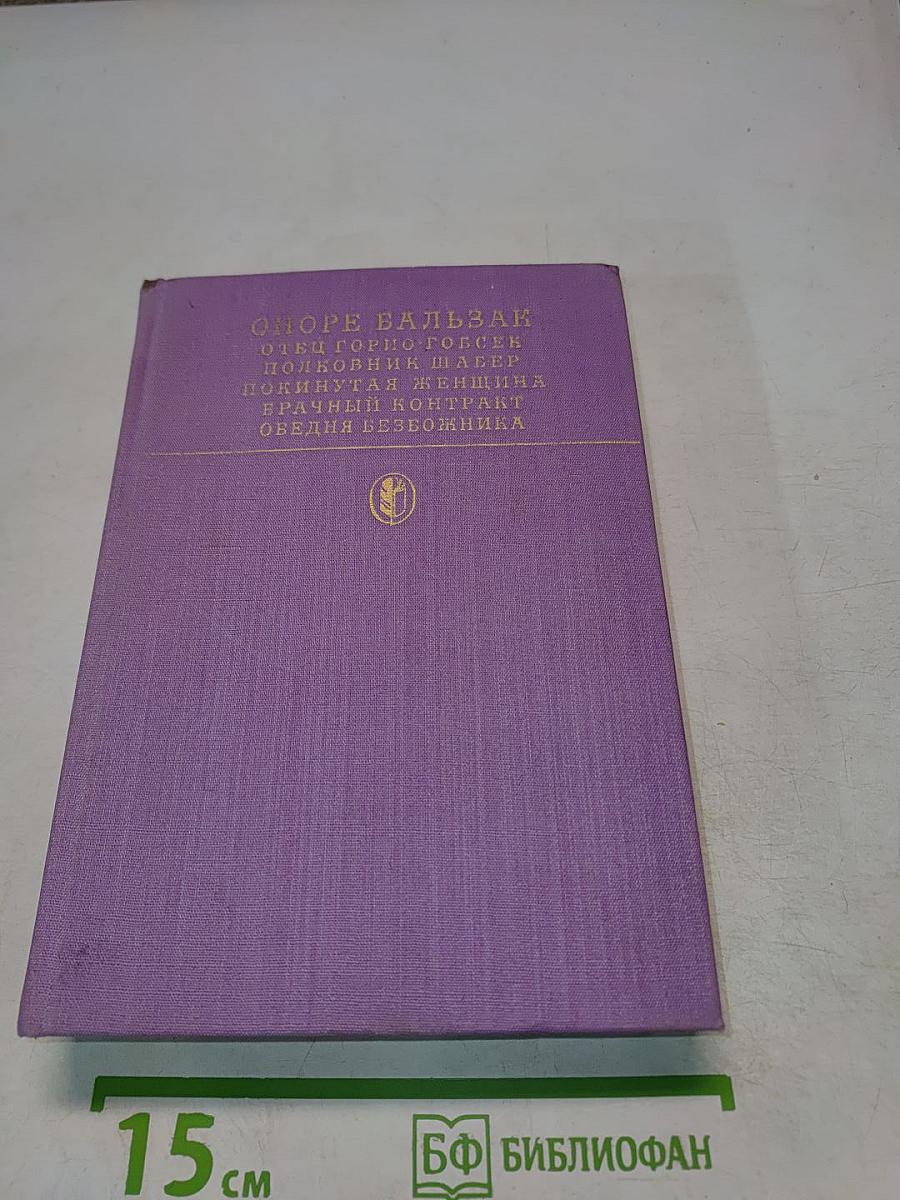 ОНОРЕ БАЛЬЗАК
ОТЕЦ ГОРИО·ГОБСЕК
ПОЛКОВНИК ШАБЕР
ПОКИНУТАЯ ЖЕНЩИНА
БРАЧНЫЙ КОНТРАКТ
ОБЕДНЯ БЕЗБОЖНИКА
15 см
БФ БИБЛИОФАН